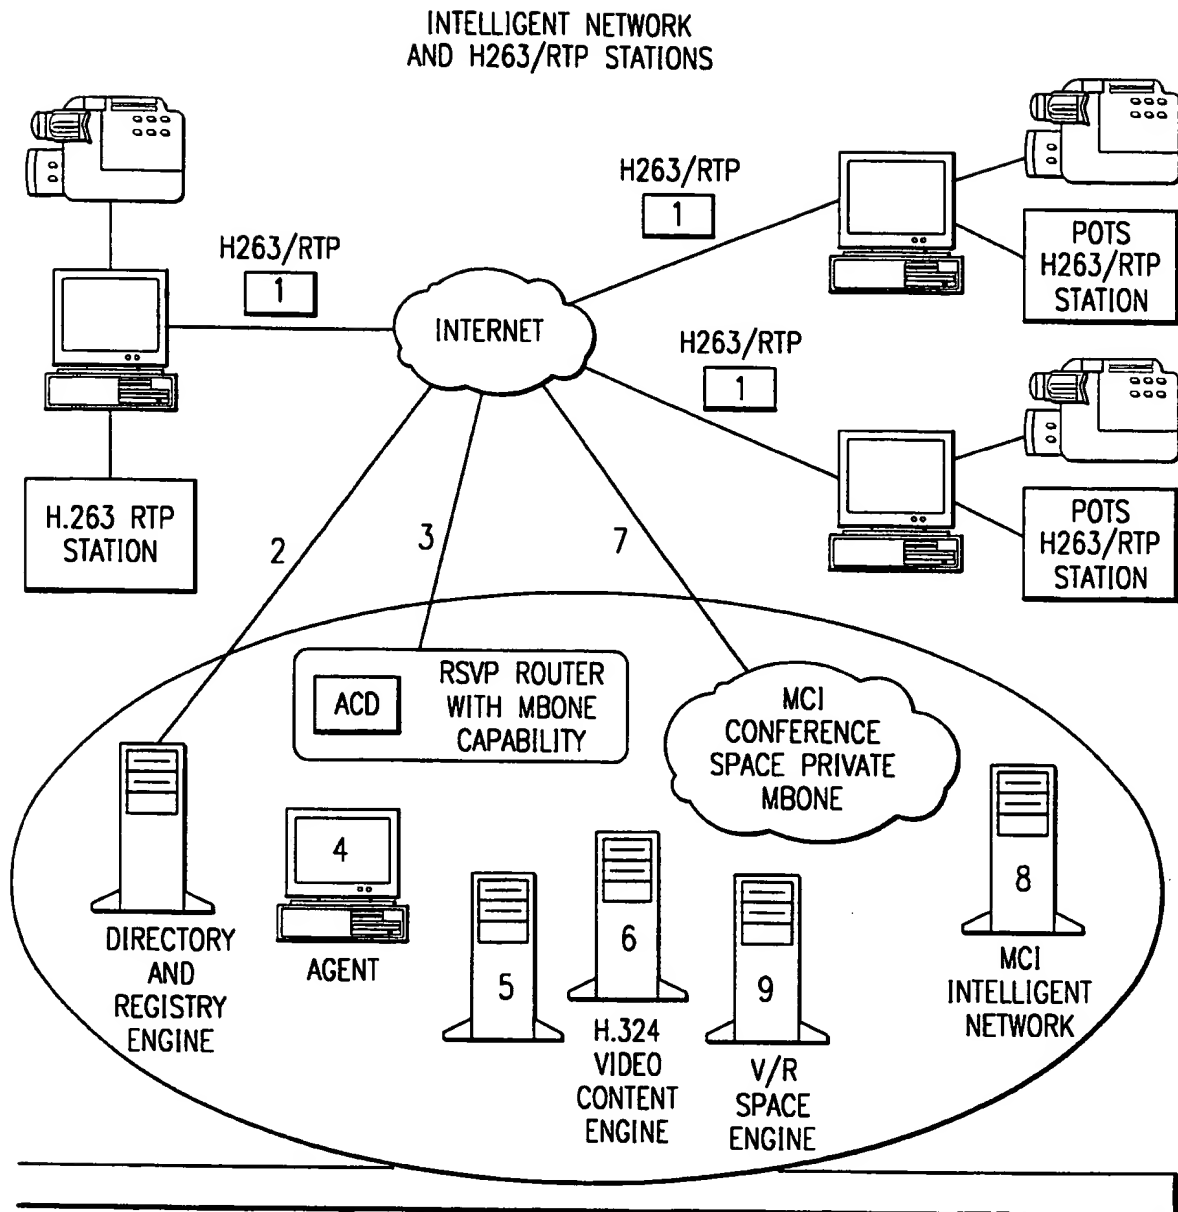 INTELLIGENT NETWORK
AND H263/RTP STATIONS
H263/RTP
1
H263/RTP
1
POTS
H263/RTP
STATION
INTERNET
H263/RTP
1
H.263 RTP
STATION
POTS
H263/RTP
STATION
2
3
7
ACD
RSVP ROUTER
WITH MBONE
CAPABILITY
MCI
CONFERENCE
SPACE PRIVATE
MBONE
DIRECTORY
AND
REGISTRY
ENGINE
4
AGENT
5
6
H.324
VIDEO
CONTENT
ENGINE
9
V/R
SPACE
ENGINE
8
MCI
INTELLIGENT
NETWORK